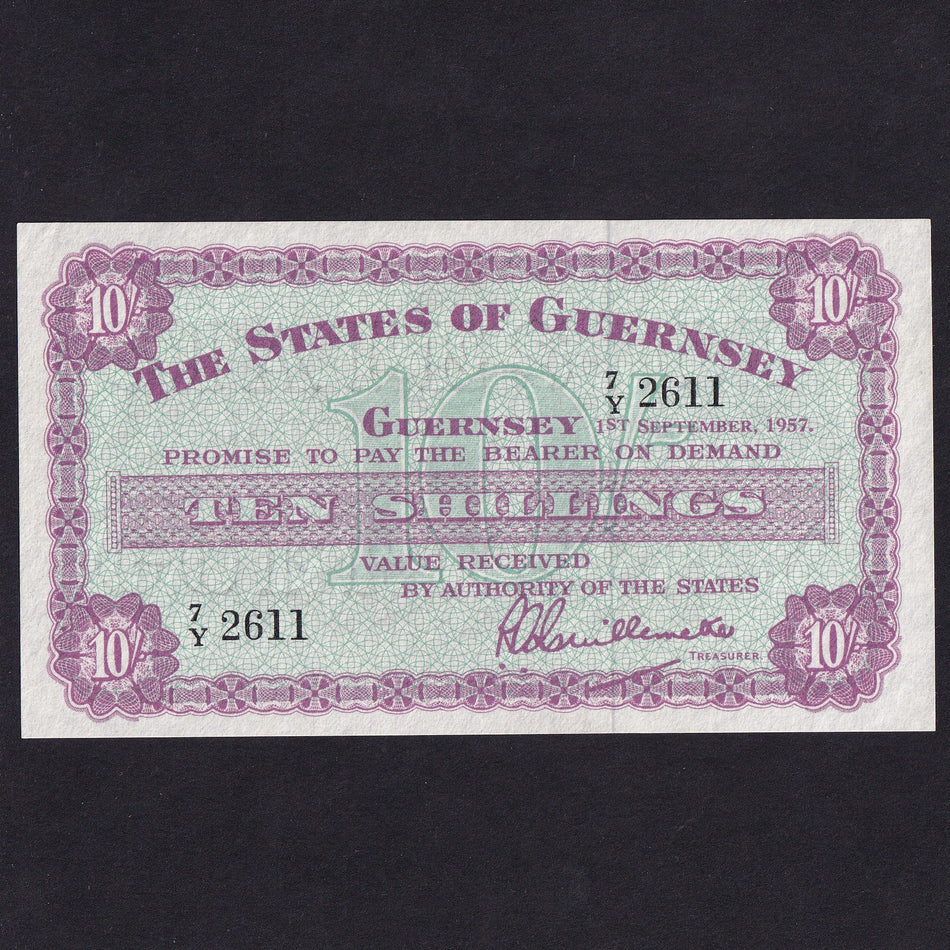 10/- 10/-
THE STATES OF GUERNSEY
10/-
7/Y 2611
GUERNSEY 1ST SEPTEMBER, 1957.
PROMISE TO PAY THE BEARER ON DEMAND
TEN SHILLINGS
VALUE RECEIVED
BY AUTHORITY OF THE STATES
7/Y 2611
TREASURER.
10/- 10/-